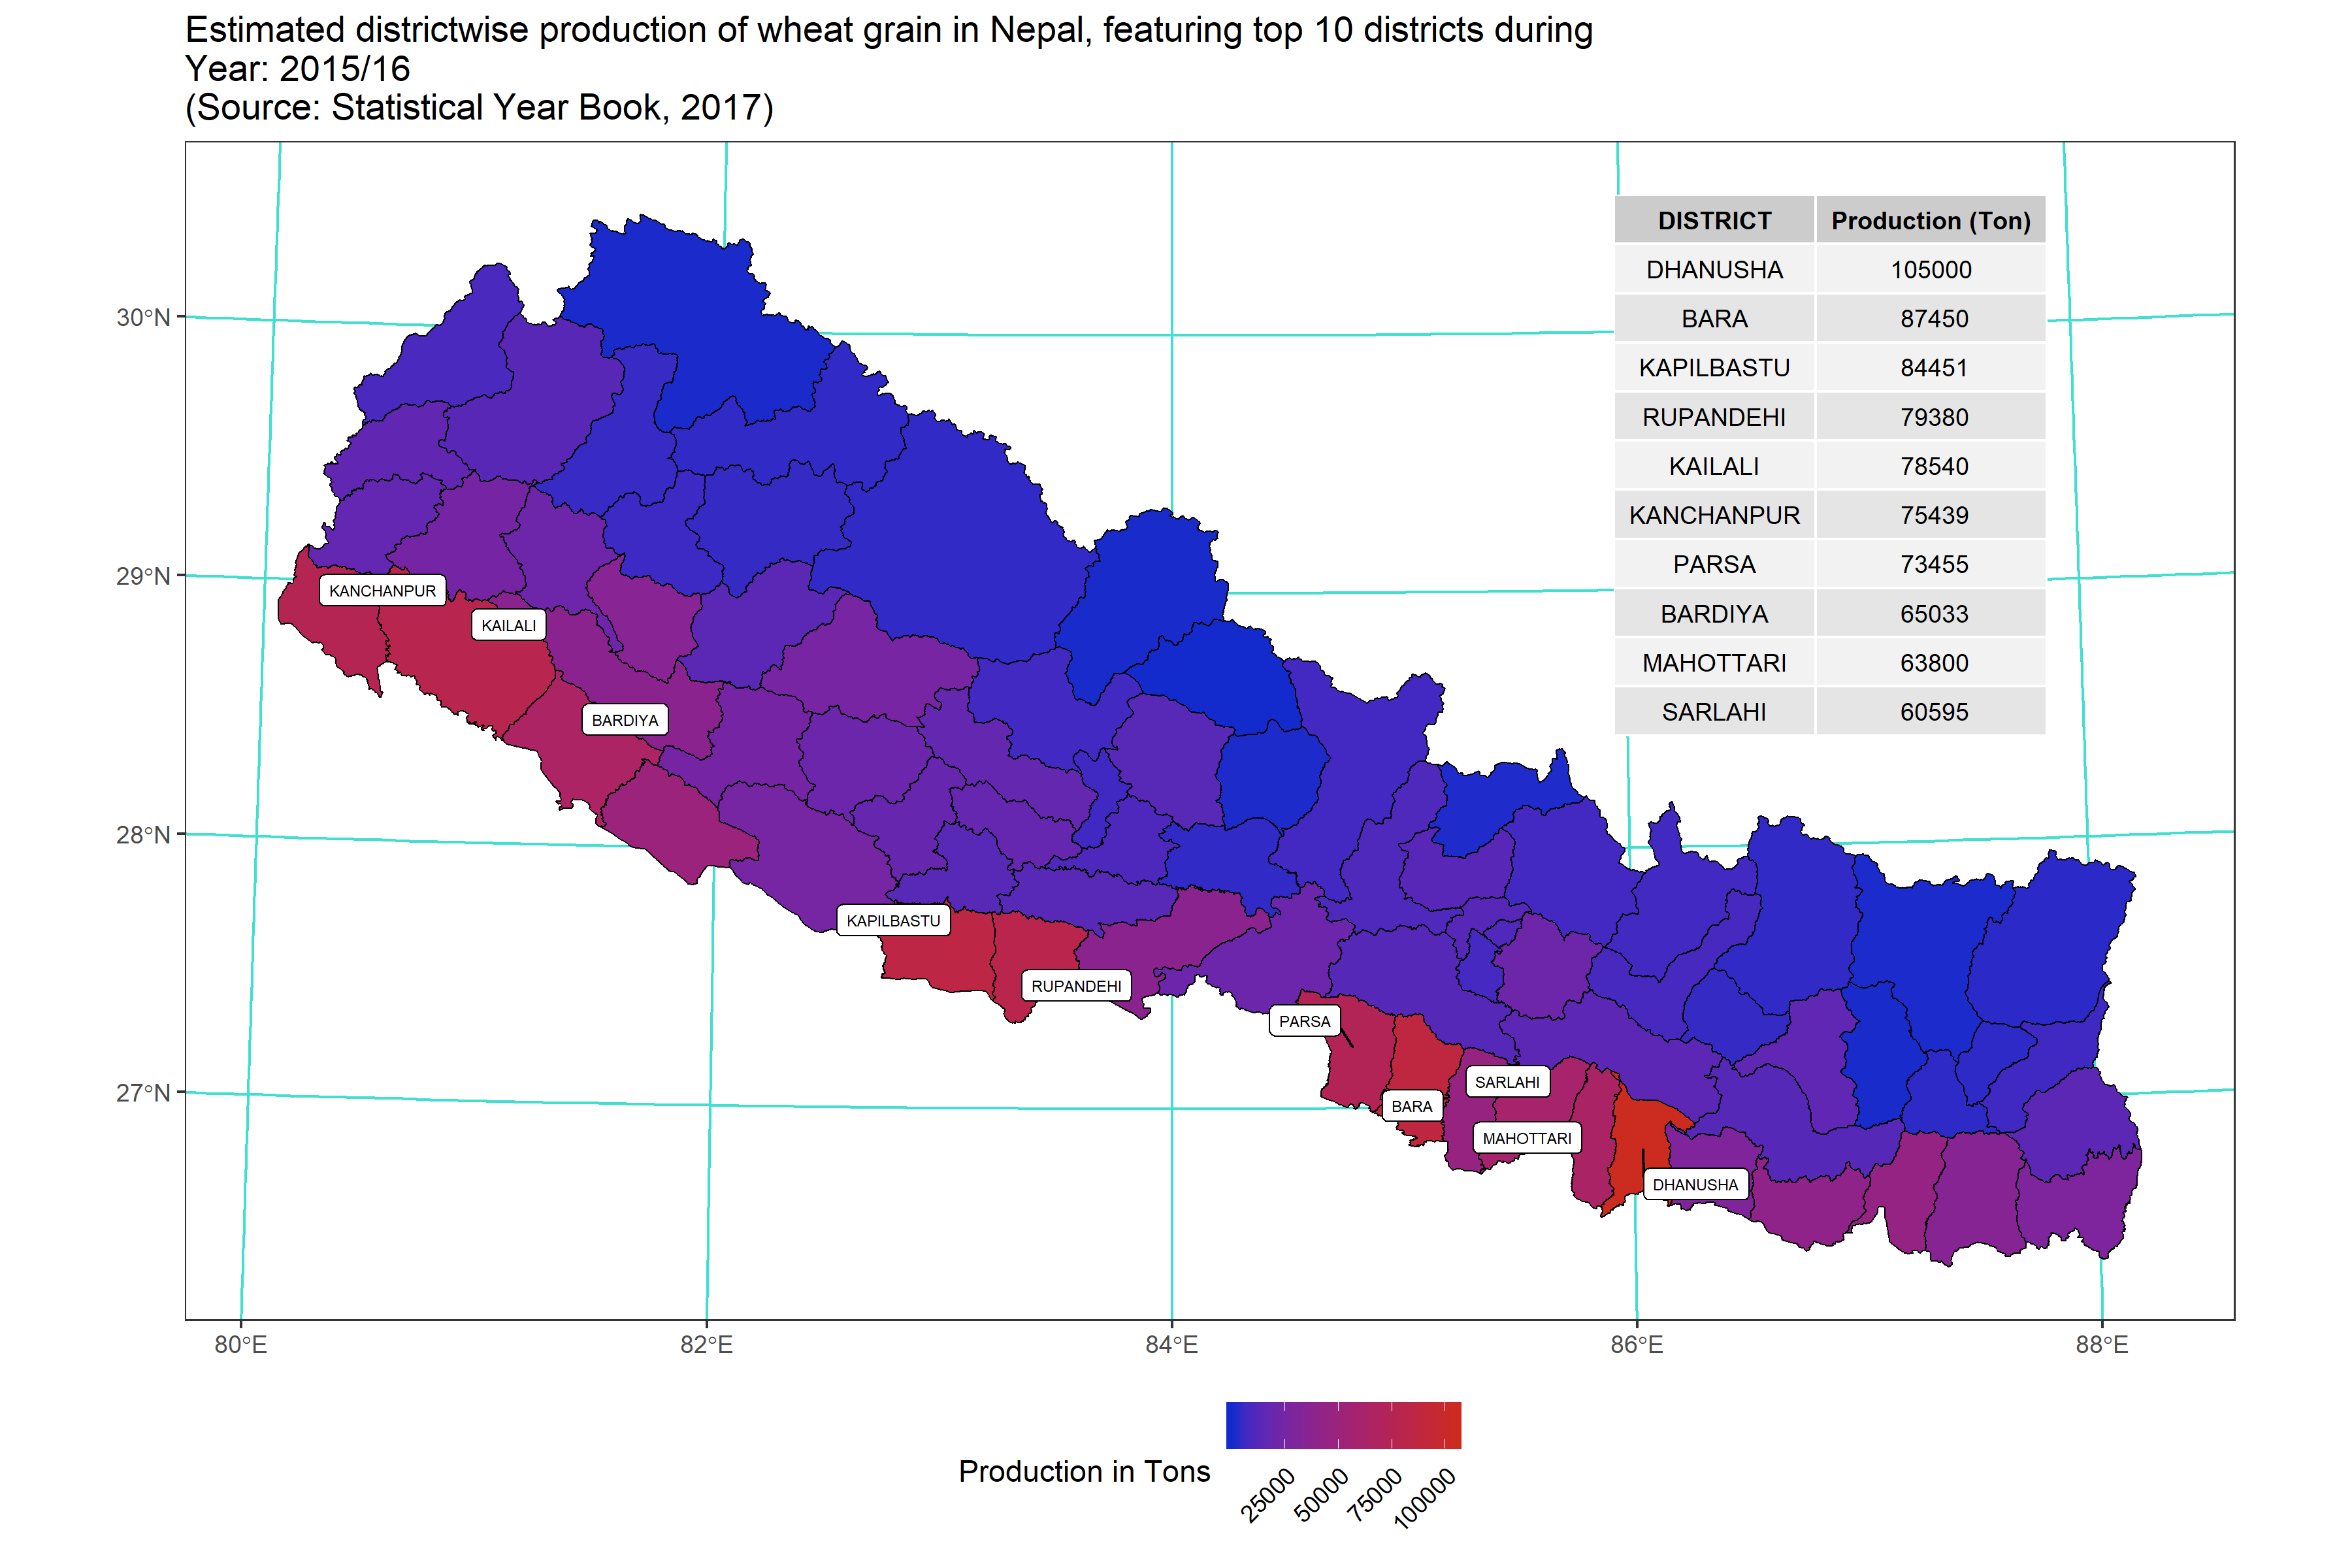 Estimated districtwise production of wheat grain in Nepal, featuring top 10 districts during
Year: 2015/16
(Source: Statistical Year Book, 2017)
DISTRICT Production (Ton)
DHANUSHA 105000
BARA 87450
KAPILBASTU 84451
RUPANDEHI 79380
KAILALI 78540
KANCHANPUR 75439
PARSA 73455
BARDIYA 65033
MAHOTTARI 63800
SARLAHI 60595
30°N
29°N
28°N
27°N
KANCHANPUR
KAILALI
BARDIYA
KAPILBASTU
RUPANDEHI
PARSA
SARLAHI
BARA
MAHOTTARI
DHANUSHA
80°E 82°E 84°E 86°E 88°E
Production in Tons
25000 50000 75000 100000